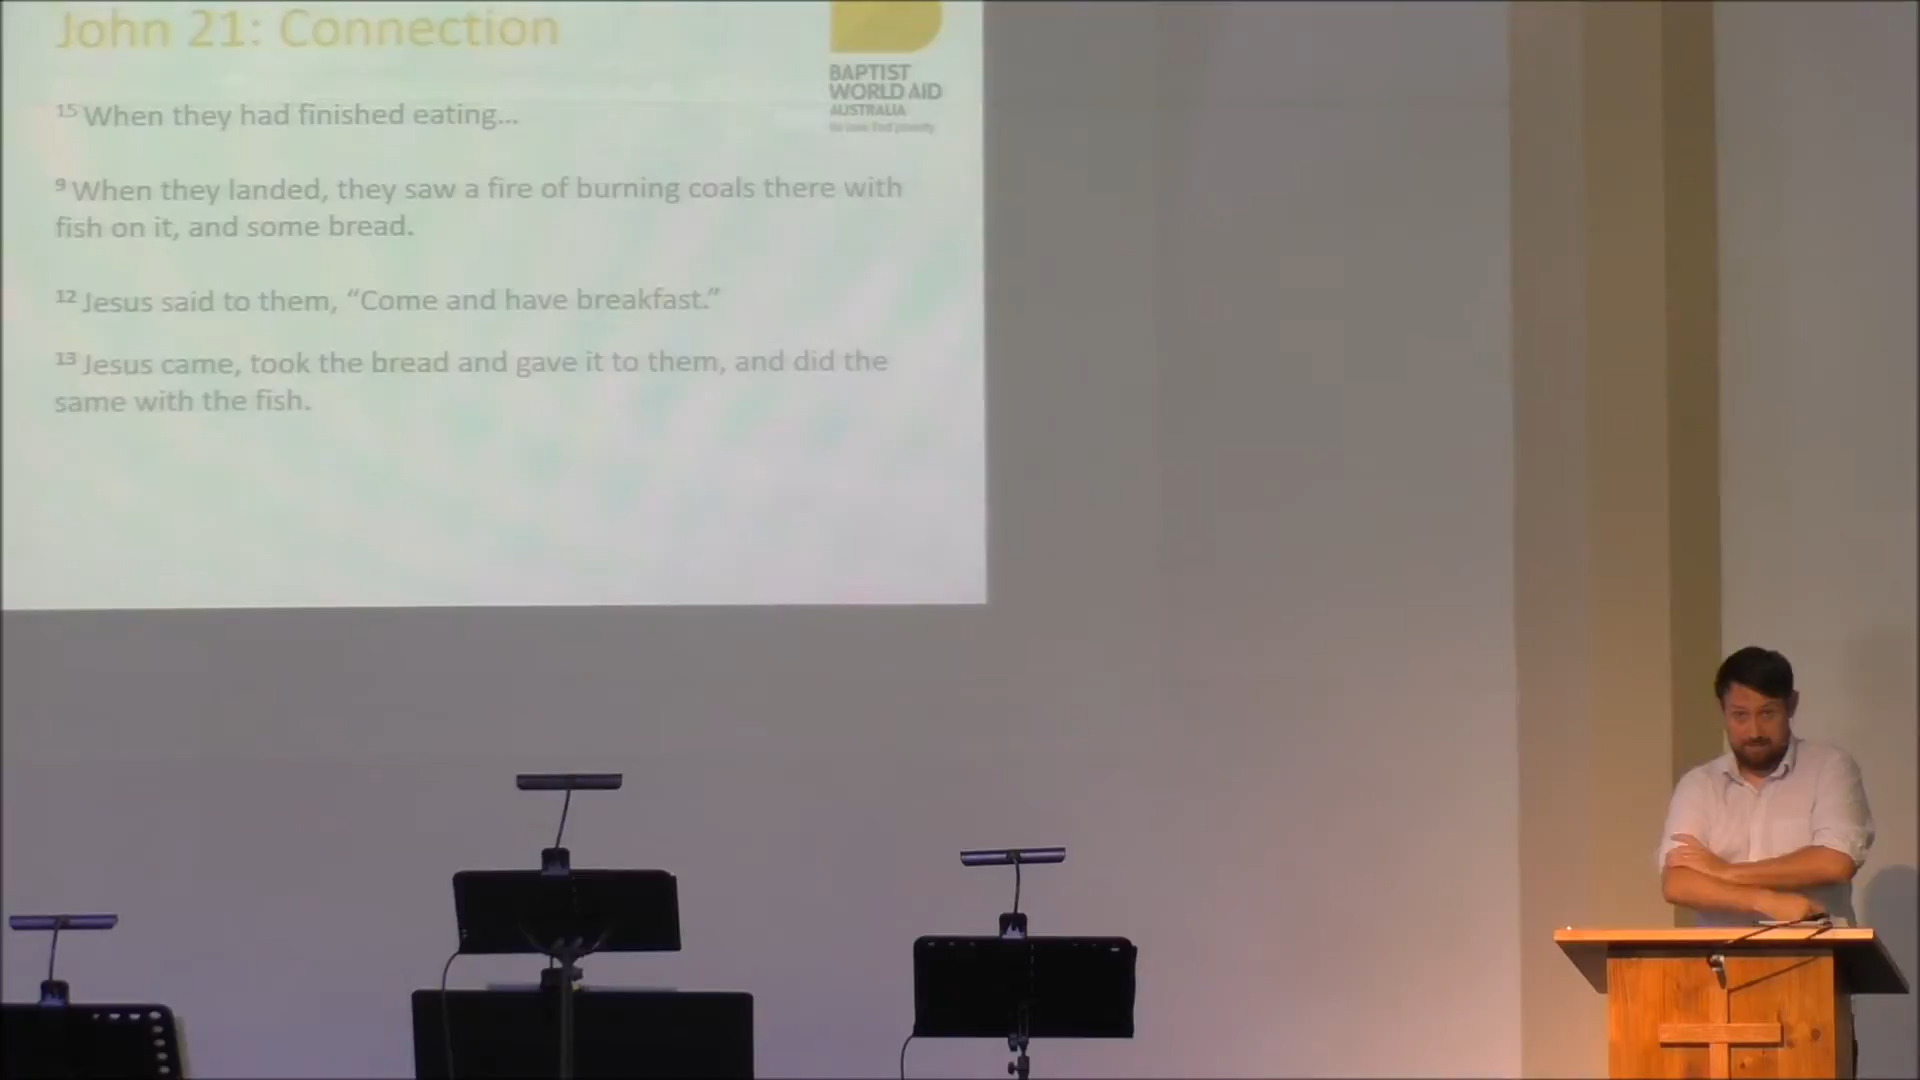 John 21: Connection
BAPTIST
WORLD AID
AUSTRALIA
15 When they had finished eating...
9 When they landed, they saw a fire of burning coals there with
fish on it, and some bread.
12 Jesus said to them, “Come and have breakfast.”
13 Jesus came, took the bread and gave it to them, and did the
same with the fish.